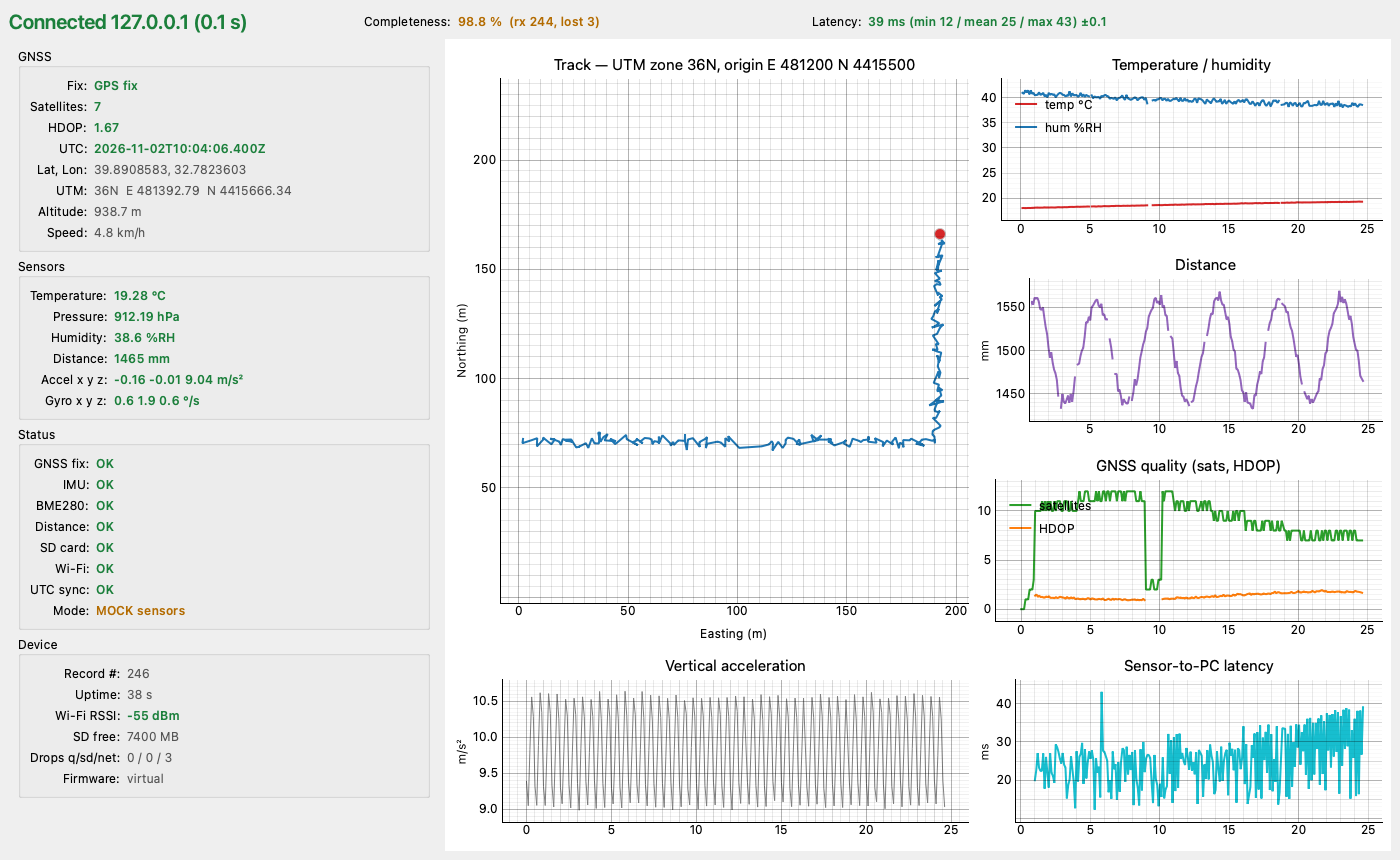 Connected 127.0.0.1 (0.1 s)
Completeness: 98.8 % (rx 244, lost 3)
Latency: 39 ms (min 12 / mean 25 / max 43) ±0.1
GNSS
Fix: GPS fix
Satellites: 7
HDOP: 1.67
UTC: 2026-11-02T10:04:06.400Z
Lat, Lon: 39.8908583, 32.7823603
UTM: 36N E 481392.79 N 4415666.34
Altitude: 938.7 m
Speed: 4.8 km/h
Sensors
Temperature: 19.28 °C
Pressure: 912.19 hPa
Humidity: 38.6 %RH
Distance: 1465 mm
Accel x y z: -0.16 -0.01 9.04 m/s²
Gyro x y z: 0.6 1.9 0.6 °/s
Status
GNSS fix: OK
IMU: OK
BME280: OK
Distance: OK
SD card: OK
Wi-Fi: OK
UTC sync: OK
Mode: MOCK sensors
Device
Record #: 246
Uptime: 38 s
Wi-Fi RSSI: -55 dBm
SD free: 7400 MB
Drops q/sd/net: 0 / 0 / 3
Firmware: virtual
Track — UTM zone 36N, origin E 481200 N 4415500
Northing (m)
200
150
100
50
0 50 100 150 200
Easting (m)
Vertical acceleration
m/s²
10.5
10.0
9.5
9.0
0 5 10 15 20 25
Temperature / humidity
40
35
30
25
20
temp °C
hum %RH
0 5 10 15 20 25
Distance
mm
1550
1500
1450
0 5 10 15 20 25
GNSS quality (sats, HDOP)
10
5
0
satellites
HDOP
0 5 10 15 20 25
Sensor-to-PC latency
ms
40
30
20
0 5 10 15 20 25